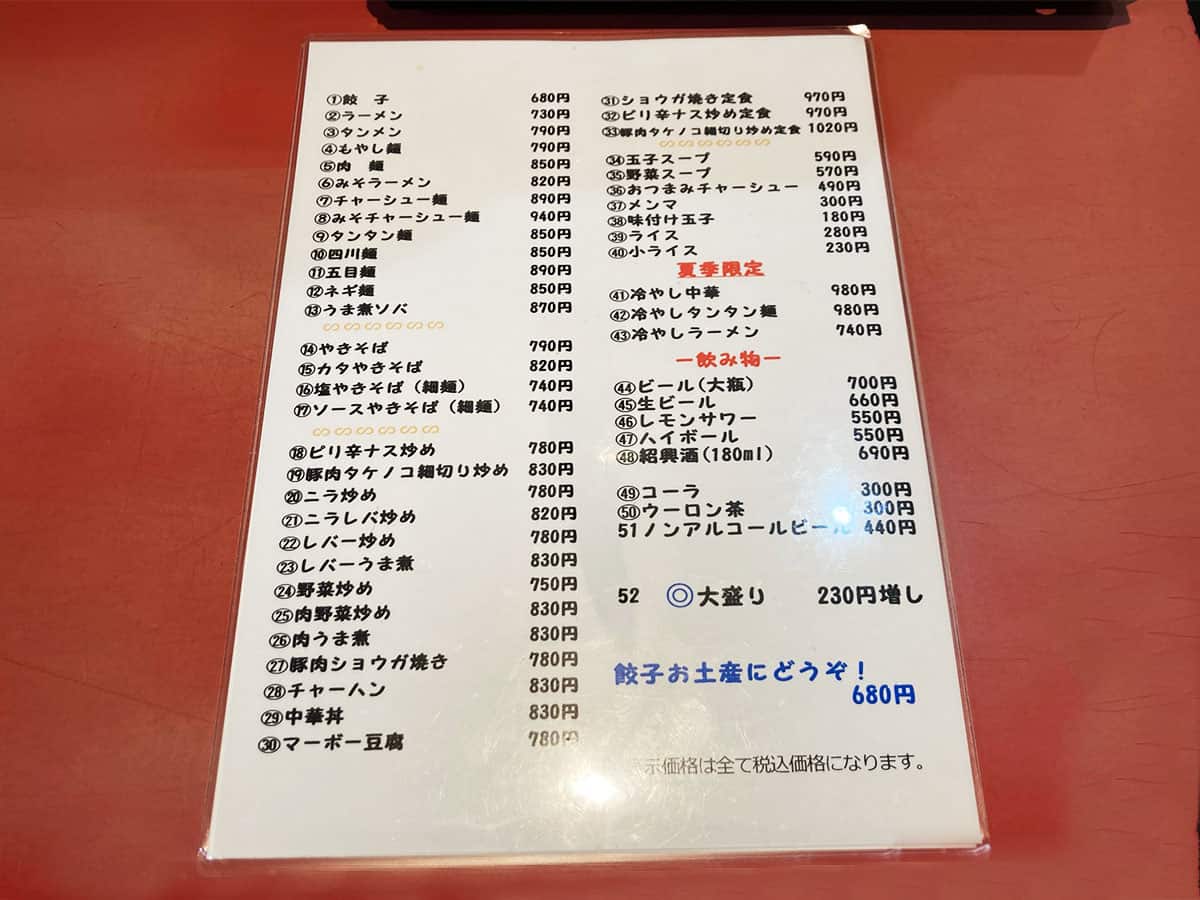 ①餃　子 680円
②ラーメン 730円
③タンメン 790円
④もやし麺 790円
⑤肉　麺 850円
⑥みそラーメン 820円
⑦チャーシュー麺 890円
⑧みそチャーシュー麺 940円
⑨タンタン麺 850円
⑩四川麺 850円
⑪五目麺 890円
⑫ネギ麺 850円
⑬うま煮ソバ 870円
⑭やきそば 790円
⑮カタやきそば 820円
⑯塩やきそば（細麺） 740円
⑰ソースやきそば（細麺） 740円
⑱ピリ辛ナス炒め 780円
⑲豚肉タケノコ細切り炒め 830円
⑳ニラ炒め 780円
㉑ニラレバ炒め 820円
㉒レバー炒め 780円
㉓レバーうま煮 830円
㉔野菜炒め 750円
㉕肉野菜炒め 830円
㉖肉うま煮 830円
㉗豚肉ショウガ焼き 780円
㉘チャーハン 830円
㉙中華丼 830円
㉚マーボー豆腐 780円
㉛ショウガ焼き定食 970円
㉜ピリ辛ナス炒め定食 970円
㉝豚肉タケノコ細切り炒め定食 1020円
㉞玉子スープ 590円
㉟野菜スープ 570円
㊱おつまみチャーシュー 490円
㊲メンマ 300円
㊳味付け玉子 180円
㊴ライス 280円
㊵小ライス 230円
夏季限定
㊶冷やし中華 980円
㊷冷やしタンタン麺 980円
㊸冷やしラーメン 740円
ー飲み物ー
㊹ビール(大瓶) 700円
㊺生ビール 660円
㊻レモンサワー 550円
㊼ハイボール 550円
㊽紹興酒(180ml) 690円
㊾コーラ 300円
㊿ウーロン茶 300円
51ノンアルコールビール 440円
52 ◎大盛り 230円増し
餃子お土産にどうぞ！
680円
示価格は全て税込価格になります。